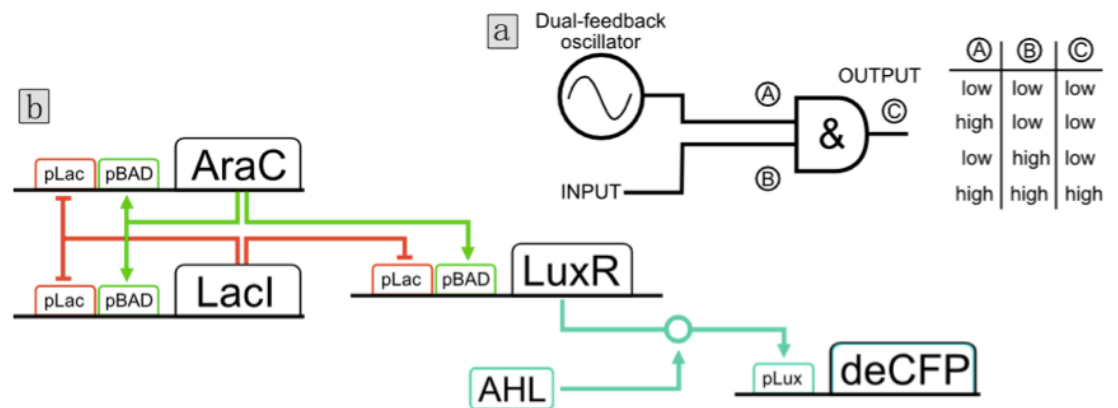 a
Dual-feedback
oscillator
A
B
INPUT
&
OUTPUT
C
A B C
low low low
high low low
low high low
high high high
b
pLac pBAD AraC
pLac pBAD LacI
pLac pBAD LuxR
AHL
pLux deCFP